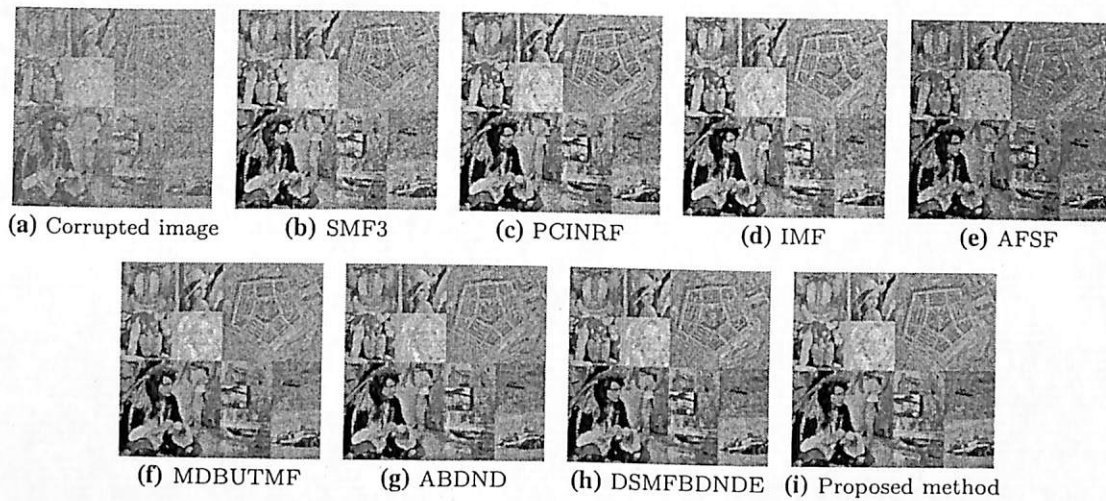 (a) Corrupted image
(b) SMF3
(c) PCINRF
(d) IMF
(e) AFSF
(f) MDBUTMF
(g) ABDND
(h) DSMFBDNDE
(i) Proposed method